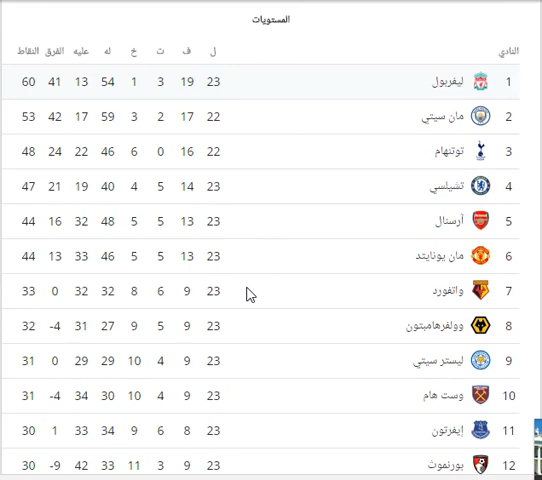 المستويات
النادي ل ف ت خ له عليه الفرق النقاط
1 ليفربول 23 19 3 1 54 13 41 60
2 مان سيتي 22 17 2 3 59 17 42 53
3 توتنهام 22 16 0 6 46 22 24 48
4 تشيلسي 23 14 5 4 40 19 21 47
5 آرسنال 23 13 5 5 48 32 16 44
6 مان يونايتد 23 13 5 5 46 33 13 44
7 واتفورد 23 9 6 8 32 32 0 33
8 وولفرهامبتون 23 9 5 9 27 31 -4 32
9 ليستر سيتي 23 9 4 10 29 29 0 31
10 وست هام 23 9 4 10 30 34 -4 31
11 إيفرتون 23 8 6 9 34 33 1 30
12 بورنموث 23 9 3 11 33 42 -9 30